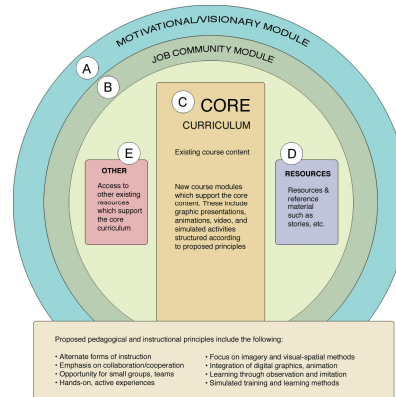 MOTIVATIONAL/VISIONARY MODULE
JOB COMMUNITY MODULE
A
B
C
CORE
CURRICULUM
Existing course content
New course modules
which support the core
content. These include
graphic presentations,
animations, video, and
simulated activities
structured according
to proposed principles
E
OTHER
Access to
other existing
resources
which support
the core
curriculum
D
RESOURCES
Resources &
reference
material
such as
stories, etc.
Proposed pedagogical and instructional principles include the following:
• Alternate forms of instruction
• Emphasis on collaboration/cooperation
• Opportunity for small groups, teams
• Hands-on, active experiences
• Focus on imagery and visual-spatial methods
• Integration of digital graphics, animation
• Learning through observation and imitation
• Simulated training and learning methods